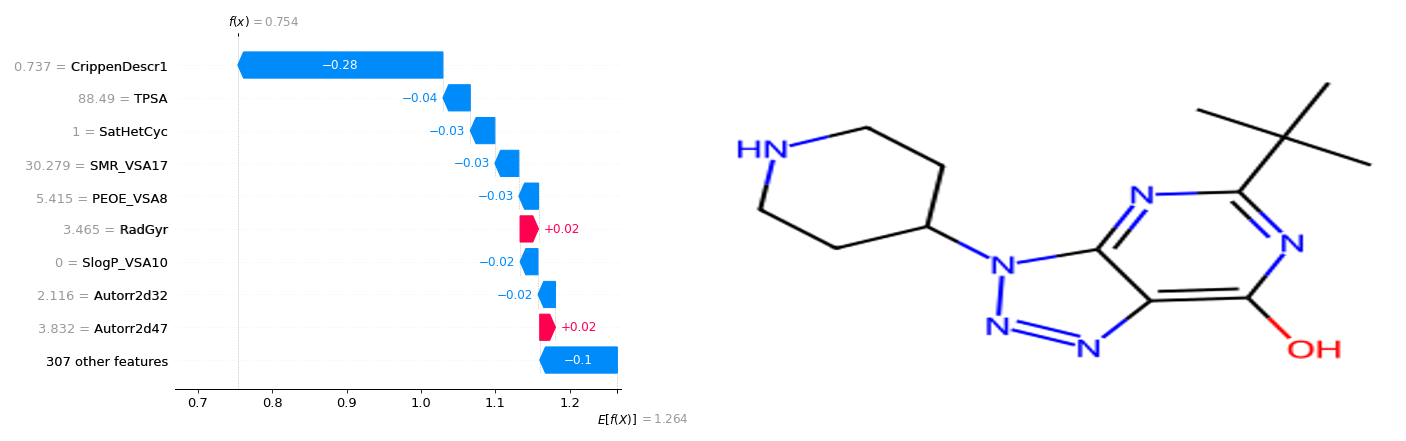 f(x) = 0.754
0.737 = CrippenDescr1 −0.28
88.49 = TPSA −0.04
1 = SatHetCyc −0.03
30.279 = SMR_VSA17 −0.03
5.415 = PEOE_VSA8 −0.03
3.465 = RadGyr +0.02
0 = SlogP_VSA10 −0.02
2.116 = Autorr2d32 −0.02
3.832 = Autorr2d47 +0.02
307 other features −0.1
0.7 0.8 0.9 1.0 1.1 1.2
E[f(X)] = 1.264
HN
N
N
N
N
N
OH